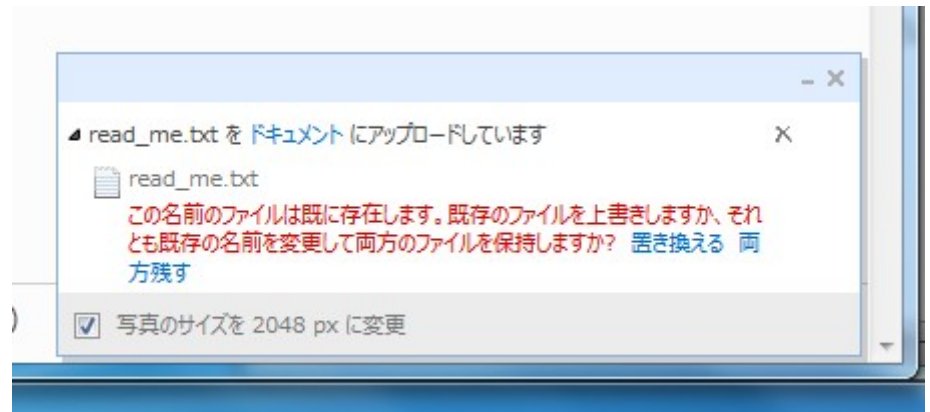 read_me.txt を ドキュメント にアップロードしています
read_me.txt
この名前のファイルは既に存在します。既存のファイルを上書きしますか、それ
とも既存の名前を変更して両方のファイルを保持しますか? 置き換える 両
方残す
写真のサイズを 2048 px に変更
)